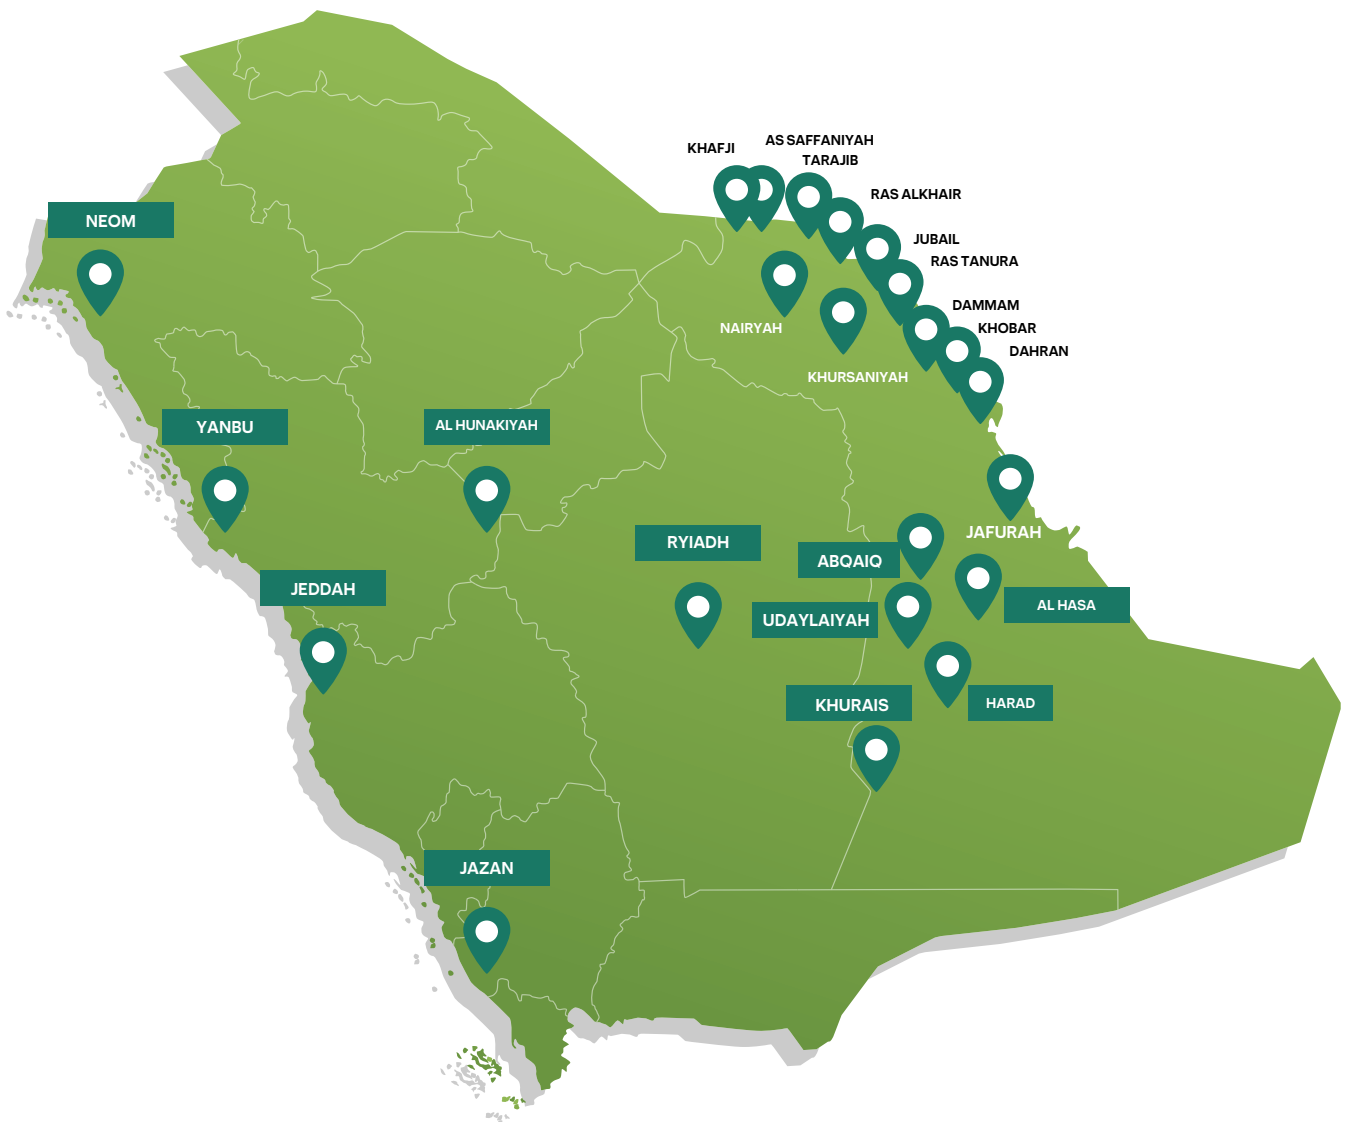 AS SAFFANIYAH
KHAFJI
TARAJIB
RAS ALKHAIR
NEOM
JUBAIL
RAS TANURA
DAMMAM
NAIRYAH
KHOBAR
DAHRAN
KHURSANIYAH
YANBU
AL HUNAKIYAH
JAFURAH
RYIADH
ABQAIQ
JEDDAH
AL HASA
UDAYLAIYAH
KHURAIS
HARAD
JAZAN